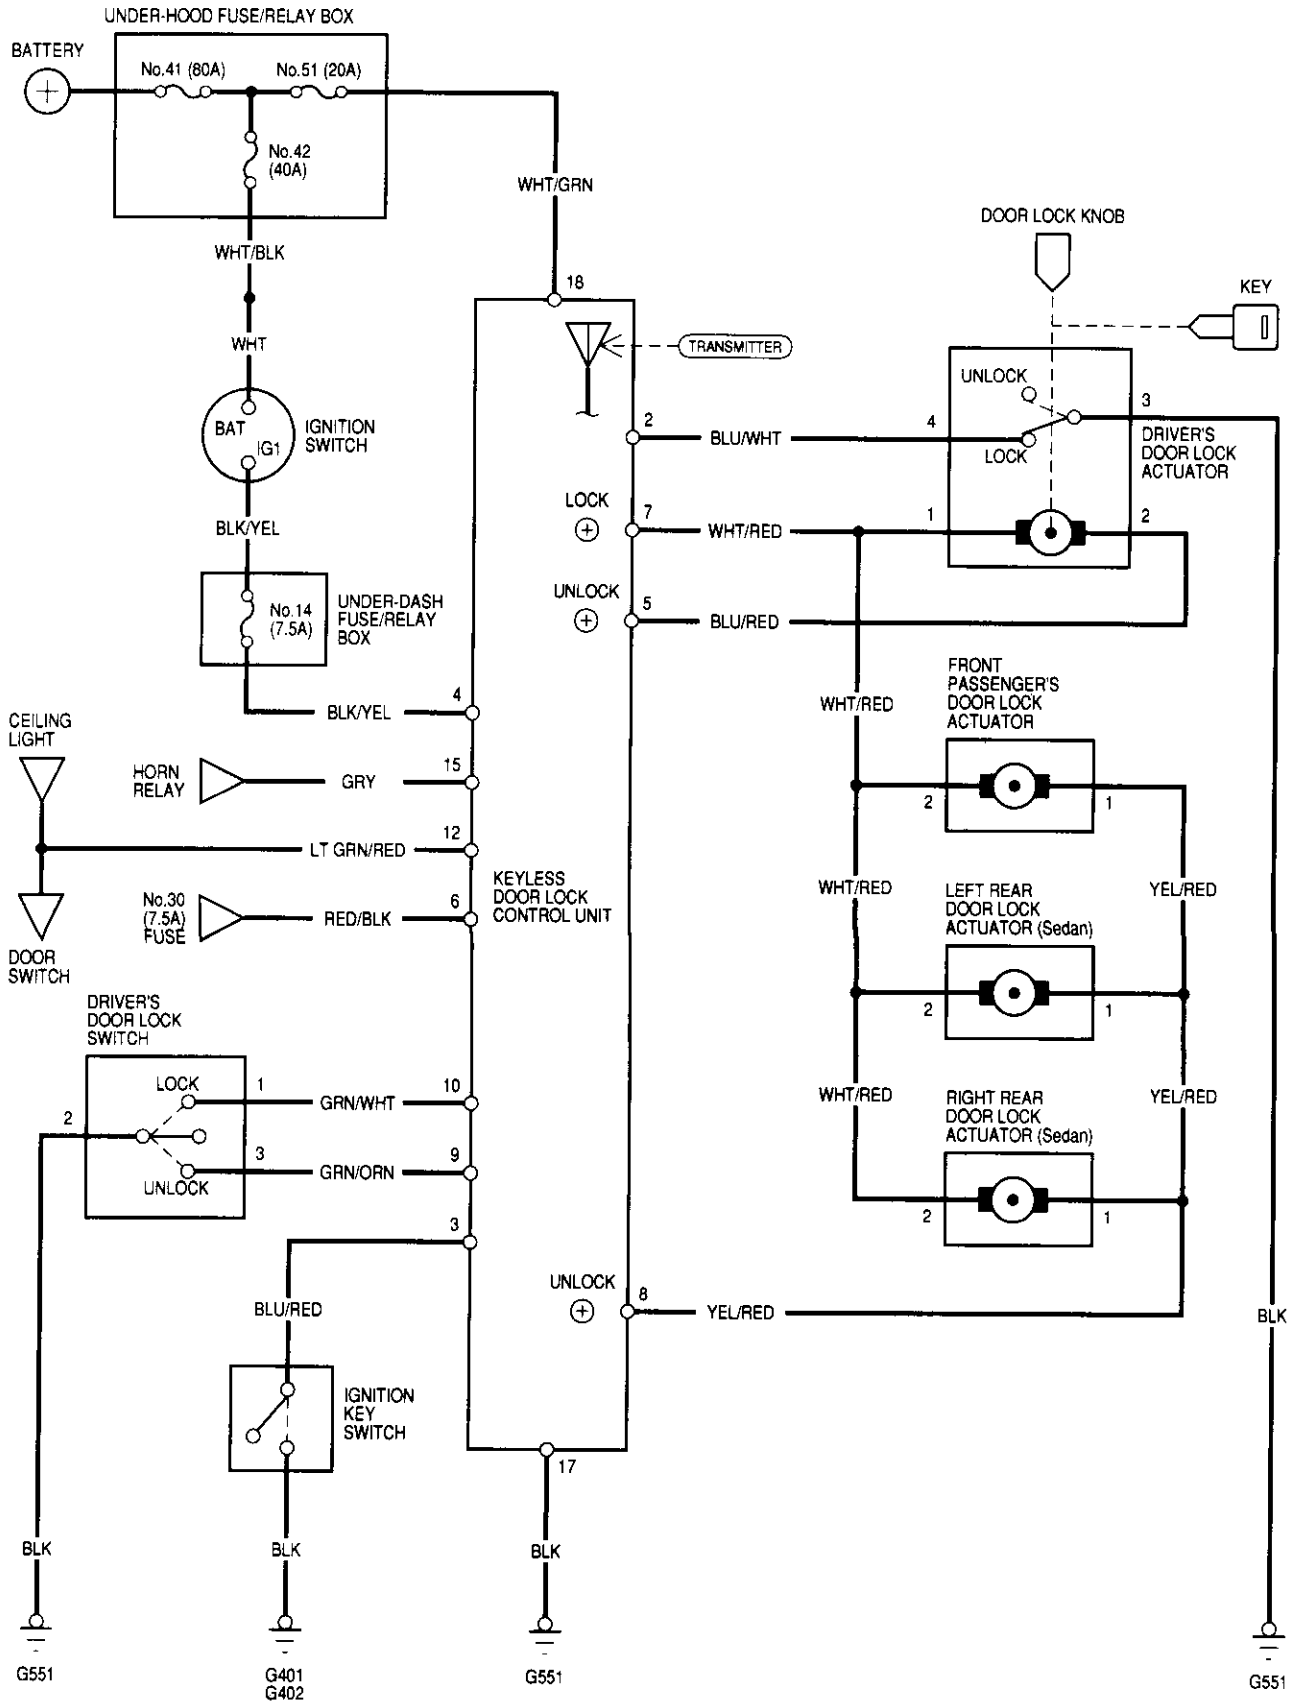 UNDER-HOOD FUSE/RELAY BOX
BATTERY
No.41 (80A)
No.51 (20A)
No.42
(40A)
WHT/GRN
WHT/BLK
DOOR LOCK KNOB
KEY
18
WHT
TRANSMITTER
BAT
IG1
IGNITION
SWITCH
UNLOCK
LOCK
2
BLU/WHT
4
3
DRIVER'S
DOOR LOCK
ACTUATOR
BLK/YEL
LOCK
7
WHT/RED
1
2
UNLOCK
5
BLU/RED
No.14
(7.5A)
UNDER-DASH
FUSE/RELAY
BOX
4
BLK/YEL
WHT/RED
FRONT
PASSENGER'S
DOOR LOCK
ACTUATOR
2
1
CEILING
LIGHT
HORN
RELAY
GRY
15
LT GRN/RED
12
No.30
(7.5A)
FUSE
RED/BLK
6
KEYLESS
DOOR LOCK
CONTROL UNIT
DOOR
SWITCH
WHT/RED
YEL/RED
LEFT REAR
DOOR LOCK
ACTUATOR (Sedan)
2
1
DRIVER'S
DOOR LOCK
SWITCH
LOCK
1
GRN/WHT
10
2
3
GRN/ORN
9
UNLOCK
WHT/RED
YEL/RED
RIGHT REAR
DOOR LOCK
ACTUATOR (Sedan)
2
1
3
BLU/RED
UNLOCK
8
YEL/RED
BLK
IGNITION
KEY
SWITCH
17
BLK
BLK
BLK
G551
G401
G402
G551
G551